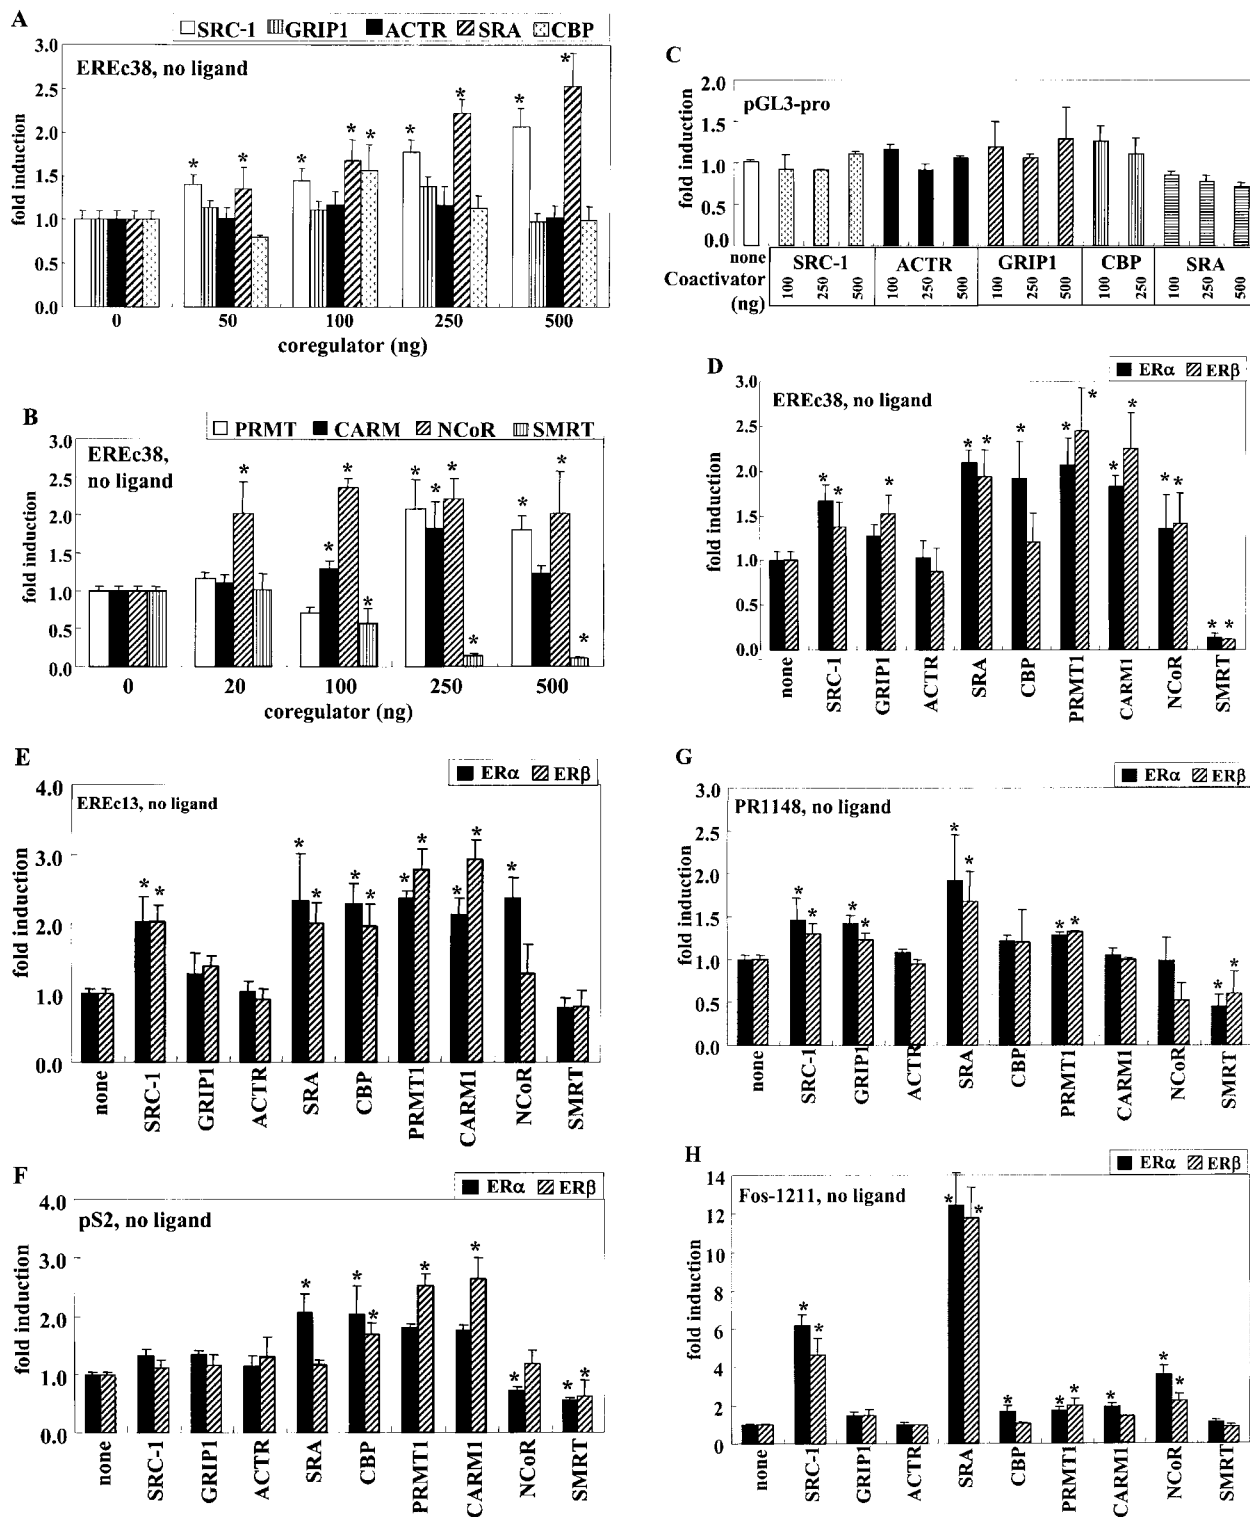 A
SRC-1 GRIP1 ACTR SRA CBP
EREc38, no ligand
fold induction
3.0
2.5
2.0
1.5
1.0
0.5
0.0
* * * * * * * * *
0 50 100 250 500
coregulator (ng)
B
PRMT CARM NCoR SMRT
EREc38,
no ligand
fold induction
3.0
2.5
2.0
1.5
1.0
0.5
0.0
* * * * * * * * * * *
0 20 100 250 500
coregulator (ng)
C
pGL3-pro
fold induction
2.0
1.5
1.0
0.5
0.0
none
SRC-1 ACTR GRIP1 CBP SRA
Coactivator
(ng)
100 250 500 100 250 500 100 250 500 100 250 100 250 500
D
ERα ERβ
EREc38, no ligand
fold induction
3.0
2.5
2.0
1.5
1.0
0.5
0.0
* * * * * * * * * * * * * *
none SRC-1 GRIP1 ACTR SRA CBP PRMT1 CARM1 NCoR SMRT
E
ERα ERβ
EREc13, no ligand
fold induction
4.0
3.0
2.0
1.0
0.0
* * * * * * * * * * *
none SRC-1 GRIP1 ACTR SRA CBP PRMT1 CARM1 NCoR SMRT
F
ERα ERβ
pS2, no ligand
fold induction
4.0
3.0
2.0
1.0
0.0
* * * * * * * *
none SRC-1 GRIP1 ACTR SRA CBP PRMT1 CARM1 NCoR SMRT
G
ERα ERβ
PR1148, no ligand
fold induction
3.0
2.5
2.0
1.5
1.0
0.5
0.0
* * * * * * * * * *
none SRC-1 GRIP1 ACTR SRA CBP PRMT1 CARM1 NCoR SMRT
H
ERα ERβ
Fos-1211, no ligand
fold induction
14
12
10
8
6
4
2
0
* * * * * * * * * *
none SRC-1 GRIP1 ACTR SRA CBP PRMT1 CARM1 NCoR SMRT